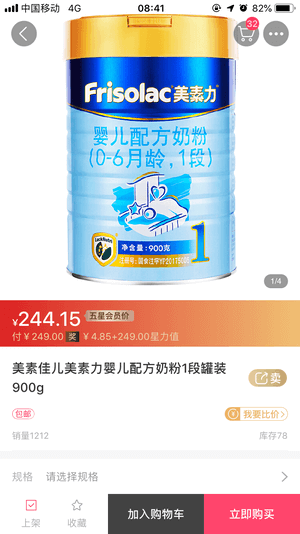 中国移动 4G 08:41 82%
32
Frisolac美素力
婴儿配方奶粉
(0-6月龄,1段)
LockNutri
净含量:900克
1
1/4
¥244.15 五星会员价
付¥249.00 奖 ¥4.85+249.00星力值
美素佳儿美素力婴儿配方奶粉1段罐装
900g
卖
包邮
我要比价>
销量1212 库存78
规格 请选择规格
上架
收藏
加入购物车
立即购买